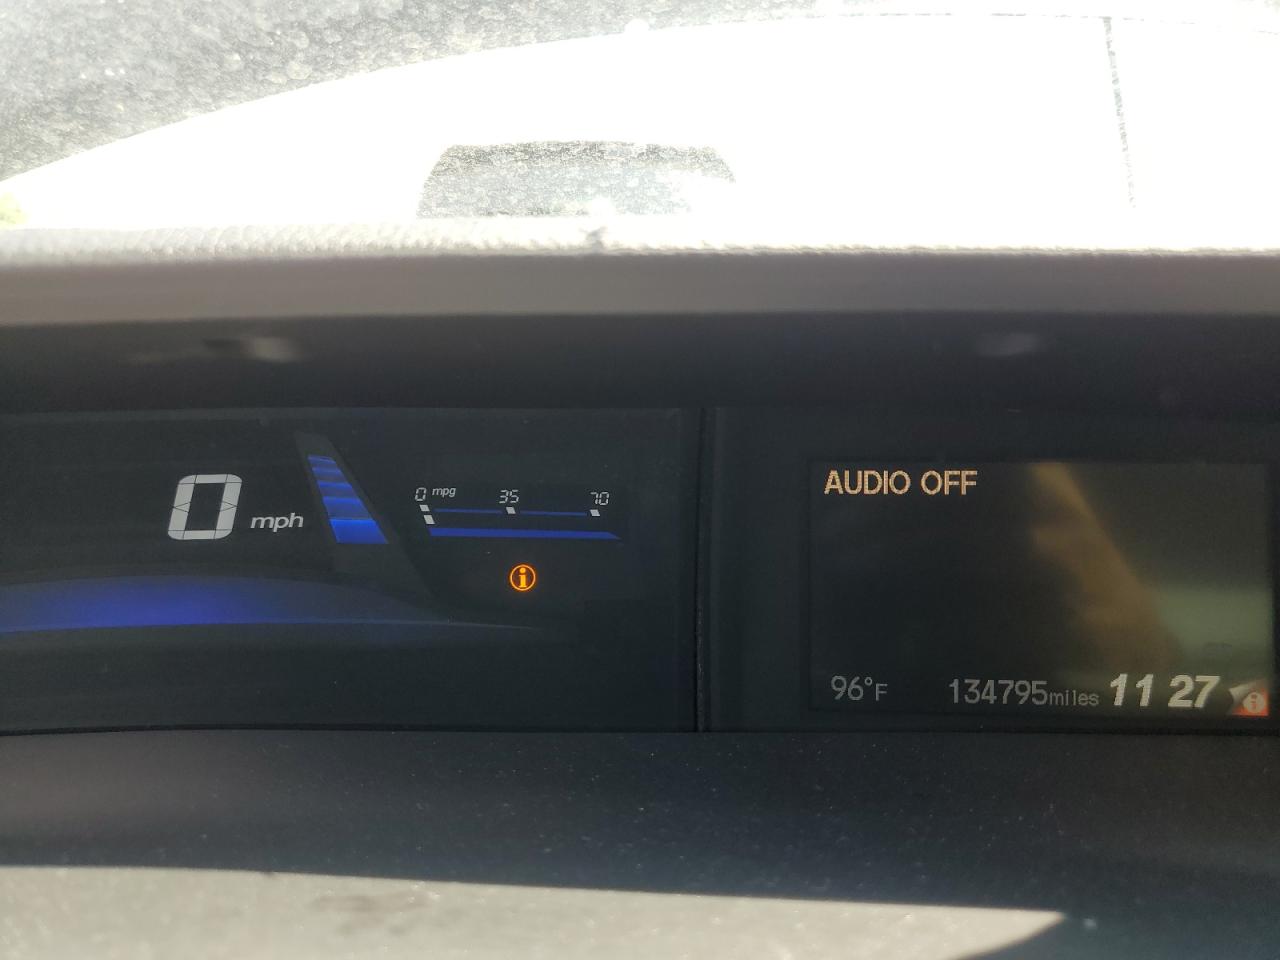 0 mph
0 mpg 35 70
i
AUDIO OFF
96°F 134795miles 11 27 i